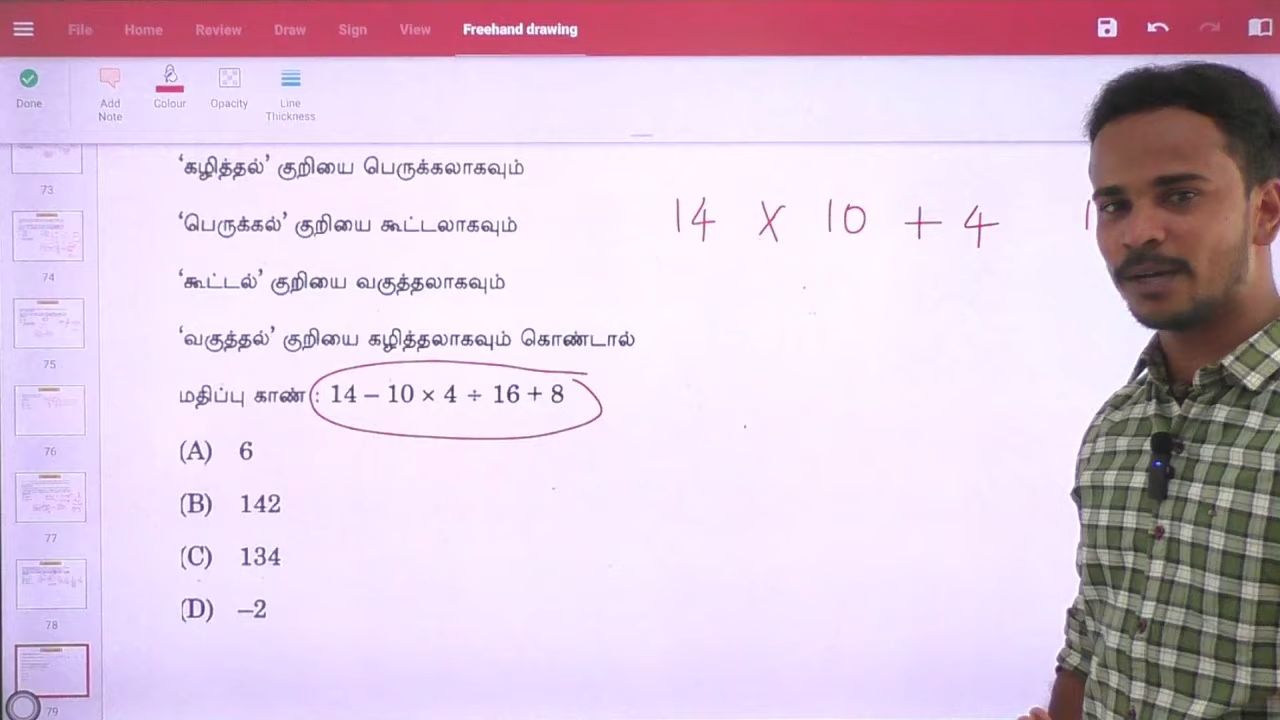 File Home Review Draw Sign View Freehand drawing
Done Add Note Colour Opacity Line Thickness
'கழித்தல்' குறியை பெருக்கலாகவும்
'பெருக்கல்' குறியை கூட்டலாகவும்
14 X 10 + 4 1
'கூட்டல்' குறியை வகுத்தலாகவும்
'வகுத்தல்' குறியை கழித்தலாகவும் கொண்டால்
மதிப்பு காண் : 14 – 10 × 4 ÷ 16 + 8
(A) 6
(B) 142
(C) 134
(D) –2
73
74
75
76
77
78
79